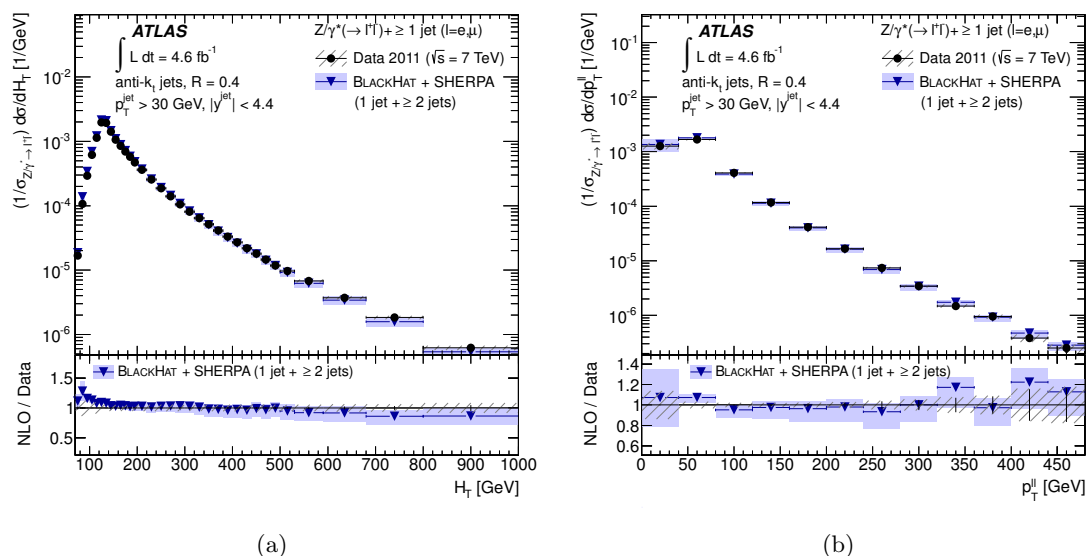 (1/σ_{Z/γ*→ l⁺l⁻}) dσ/dH_T [1/GeV]
ATLAS
Z/γ*(→ l⁺l⁻)+ ≥ 1 jet (l=e,μ)
∫ L dt = 4.6 fb⁻¹
Data 2011 (√s = 7 TeV)
anti-k_t jets, R = 0.4
BLACKHAT + SHERPA
p_T^jet > 30 GeV, |y^jet| < 4.4
(1 jet + ≥ 2 jets)
10⁻²
10⁻³
10⁻⁴
10⁻⁵
10⁻⁶
NLO / Data
BLACKHAT + SHERPA (1 jet + ≥ 2 jets)
1.5
1
0.5
100 200 300 400 500 600 700 800 900 1000
H_T [GeV]
(a)
(1/σ_{Z/γ*→ l⁺l⁻}) dσ/dp_T^ll [1/GeV]
ATLAS
Z/γ*(→ l⁺l⁻)+ ≥ 1 jet (l=e,μ)
∫ L dt = 4.6 fb⁻¹
Data 2011 (√s = 7 TeV)
anti-k_t jets, R = 0.4
BLACKHAT + SHERPA
p_T^jet > 30 GeV, |y^jet| < 4.4
(1 jet + ≥ 2 jets)
10⁻¹
10⁻²
10⁻³
10⁻⁴
10⁻⁵
10⁻⁶
NLO / Data
BLACKHAT + SHERPA (1 jet + ≥ 2 jets)
1.4
1.2
1
0.8
0.6
0 50 100 150 200 250 300 350 400 450
p_T^ll [GeV]
(b)